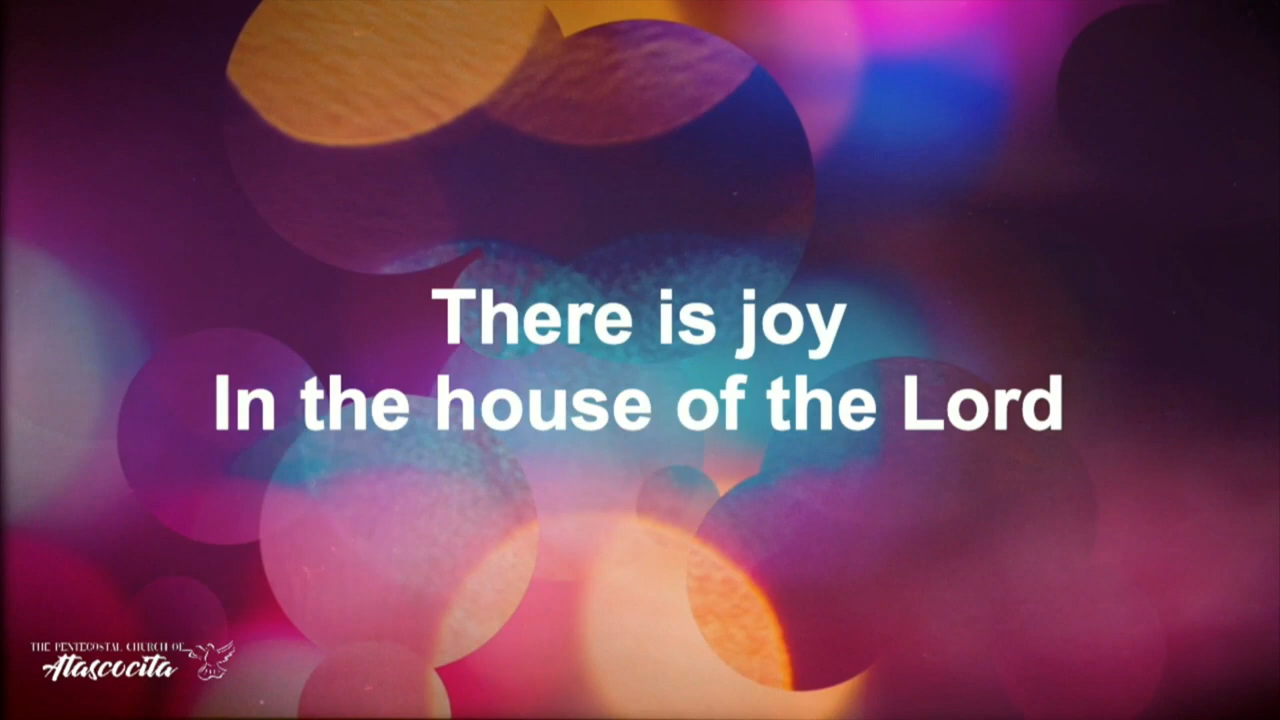 There is joy
In the house of the Lord
THE PENTECOSTAL CHURCH OF
Atascocita